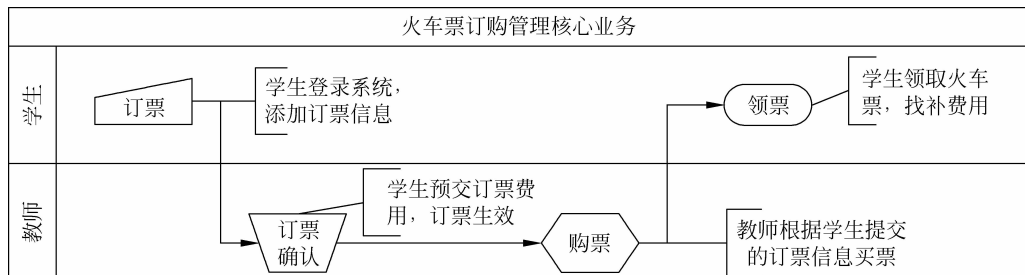 火车票订购管理核心业务
学生
订票
学生登录系统，
添加订票信息
领票
学生领取火车
票，找补费用
教师
订票
确认
学生预交订票费
用，订票生效
购票
教师根据学生提交
的订票信息买票